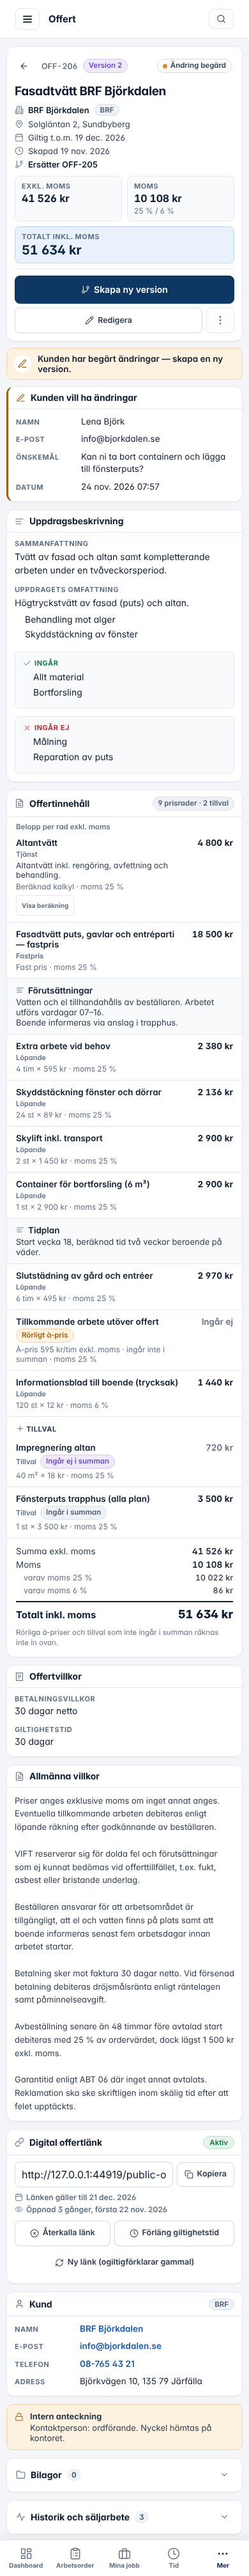 Offert
OFF-206 Version 2 Ändring begärd
Fasadtvätt BRF Björkdalen
BRF Björkdalen BRF
Solgläntan 2, Sundbyberg
Giltig t.o.m. 19 dec. 2026
Skapad 19 nov. 2026
Ersätter OFF-205
EXKL. MOMS
41 526 kr
MOMS
10 108 kr
25 % / 6 %
TOTALT INKL. MOMS
51 634 kr
Skapa ny version
Redigera
Kunden har begärt ändringar — skapa en ny
version.
Kunden vill ha ändringar
NAMN Lena Björk
E-POST info@bjorkdalen.se
ÖNSKEMÅL Kan ni ta bort containern och lägga
till fönsterputs?
DATUM 24 nov. 2026 07:57
Uppdragsbeskrivning
SAMMANFATTNING
Tvätt av fasad och altan samt kompletterande
arbeten under en tvåveckorsperiod.
UPPDRAGETS OMFATTNING
Högtryckstvätt av fasad (puts) och altan.
Behandling mot alger
Skyddstäckning av fönster
INGÅR
Allt material
Bortforsling
INGÅR EJ
Målning
Reparation av puts
Offertinnehåll 9 prisrader · 2 tillval
Belopp per rad exkl. moms
Altantvätt 4 800 kr
Tjänst
Altantvätt inkl. rengöring, avfettning och
behandling.
Beräknad kalkyl · moms 25 %
Visa beräkning
Fasadtvätt puts, gavlar och entréparti 18 500 kr
— fastpris
Fastpris
Fast pris · moms 25 %
Förutsättningar
Vatten och el tillhandahålls av beställaren. Arbetet
utförs vardagar 07–16.
Boende informeras via anslag i trapphus.
Extra arbete vid behov 2 380 kr
Löpande
4 tim × 595 kr · moms 25 %
Skyddstäckning fönster och dörrar 2 136 kr
Löpande
24 st × 89 kr · moms 25 %
Skylift inkl. transport 2 900 kr
Löpande
2 st × 1 450 kr · moms 25 %
Container för bortforsling (6 m³) 2 900 kr
Löpande
1 st × 2 900 kr · moms 25 %
Tidplan
Start vecka 18, beräknad tid två veckor beroende på
väder.
Slutstädning av gård och entréer 2 970 kr
Löpande
6 tim × 495 kr · moms 25 %
Tillkommande arbete utöver offert Ingår ej
Rörligt à-pris
À-pris 595 kr/tim exkl. moms · ingår inte i
summan · moms 25 %
Informationsblad till boende (trycksak) 1 440 kr
Löpande
120 st × 12 kr · moms 6 %
TILLVAL
Impregnering altan 720 kr
Tillval Ingår ej i summan
40 m² × 18 kr · moms 25 %
Fönsterputs trapphus (alla plan) 3 500 kr
Tillval Ingår i summan
1 st × 3 500 kr · moms 25 %
Summa exkl. moms 41 526 kr
Moms 10 108 kr
varav moms 25 % 10 022 kr
varav moms 6 % 86 kr
Totalt inkl. moms 51 634 kr
Rörliga à-priser och tillval som inte ingår i summan räknas
inte in ovan.
Offertvillkor
BETALNINGSVILLKOR
30 dagar netto
GILTIGHETSTID
30 dagar
Allmänna villkor
Priser anges exklusive moms om inget annat anges.
Eventuella tillkommande arbeten debiteras enligt
löpande räkning efter godkännande av beställaren.
VIFT reserverar sig för dolda fel och förutsättningar
som ej kunnat bedömas vid offerttillfället, t.ex. fukt,
asbest eller bristande underlag.
Beställaren ansvarar för att arbetsområdet är
tillgängligt, att el och vatten finns på plats samt att
boende informeras senast fem arbetsdagar innan
arbetet startar.
Betalning sker mot faktura 30 dagar netto. Vid försenad
betalning debiteras dröjsmålsränta enligt räntelagen
samt påminnelseavgift.
Avbeställning senare än 48 timmar före avtalad start
debiteras med 25 % av ordervärdet, dock lägst 1 500 kr
exkl. moms.
Garantitid enligt ABT 06 där inget annat avtalats.
Reklamation ska ske skriftligen inom skälig tid efter att
felet upptäckts.
Digital offertlänk Aktiv
http://127.0.0.1:44919/public-o Kopiera
Länken gäller till 21 dec. 2026
Öppnad 3 gånger, första 22 nov. 2026
Återkalla länk Förläng giltighetstid
Ny länk (ogiltigförklarar gammal)
Kund BRF
NAMN BRF Björkdalen
E-POST info@bjorkdalen.se
TELEFON 08-765 43 21
ADRESS Björkvägen 10, 135 79 Järfälla
Intern anteckning
Kontaktperson: ordförande. Nyckel hämtas på
kontoret.
Bilagor 0
Historik och säljarbete 3
Dashboard Arbetsorder Mina jobb Tid Mer